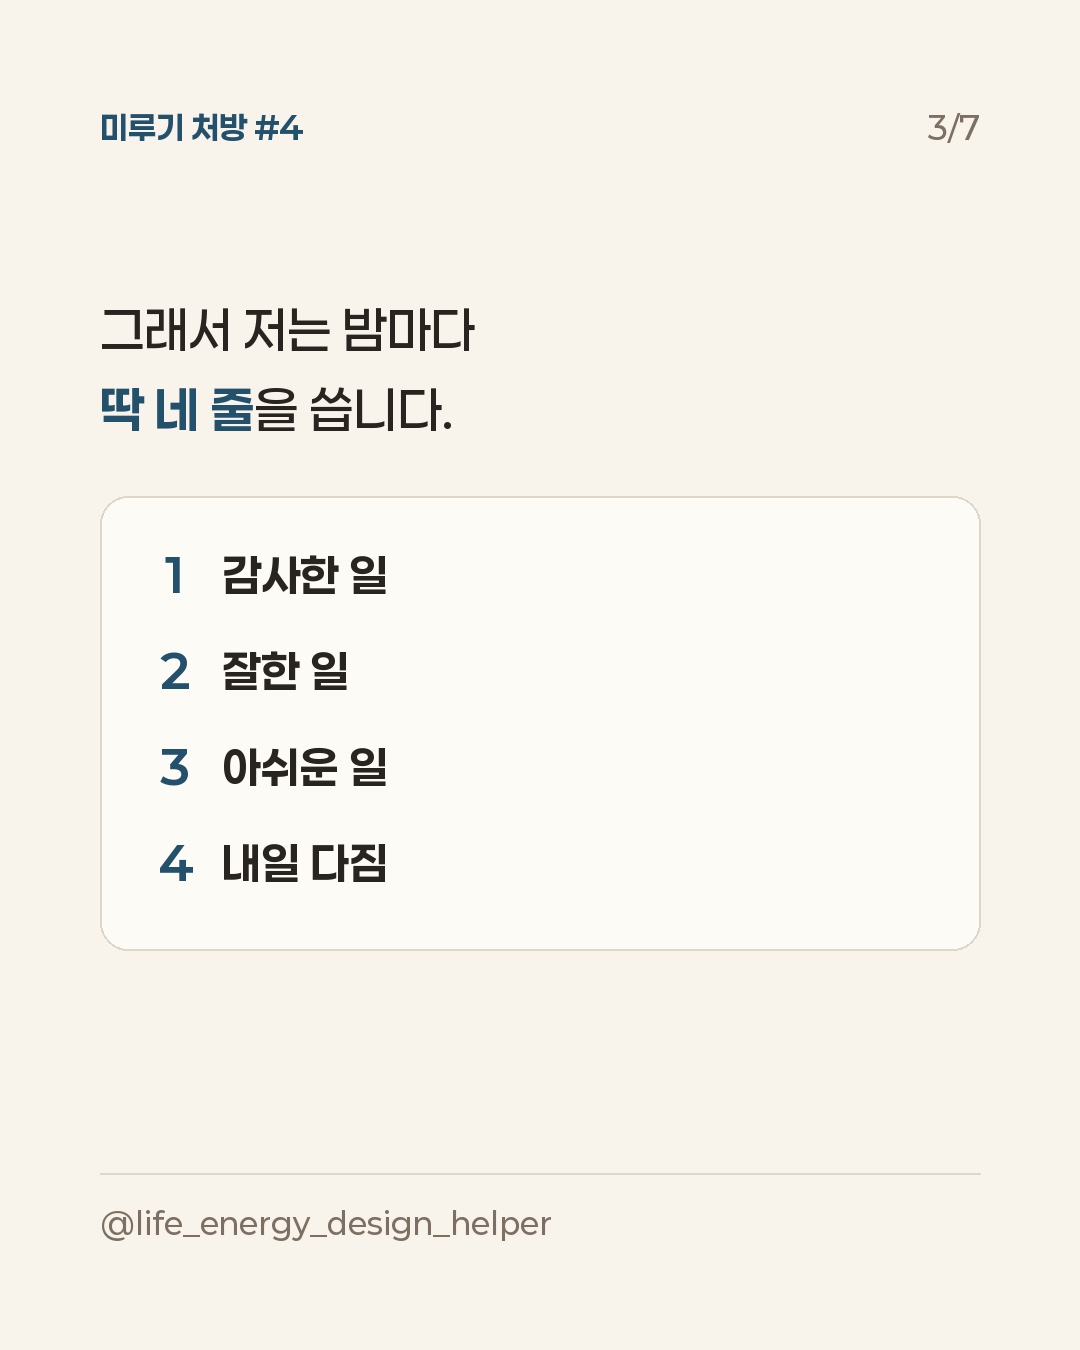 미루기 처방 #4
3/7
그래서 저는 밤마다
딱 네 줄을 씁니다.
1 감사한 일
2 잘한 일
3 아쉬운 일
4 내일 다짐
@life_energy_design_helper